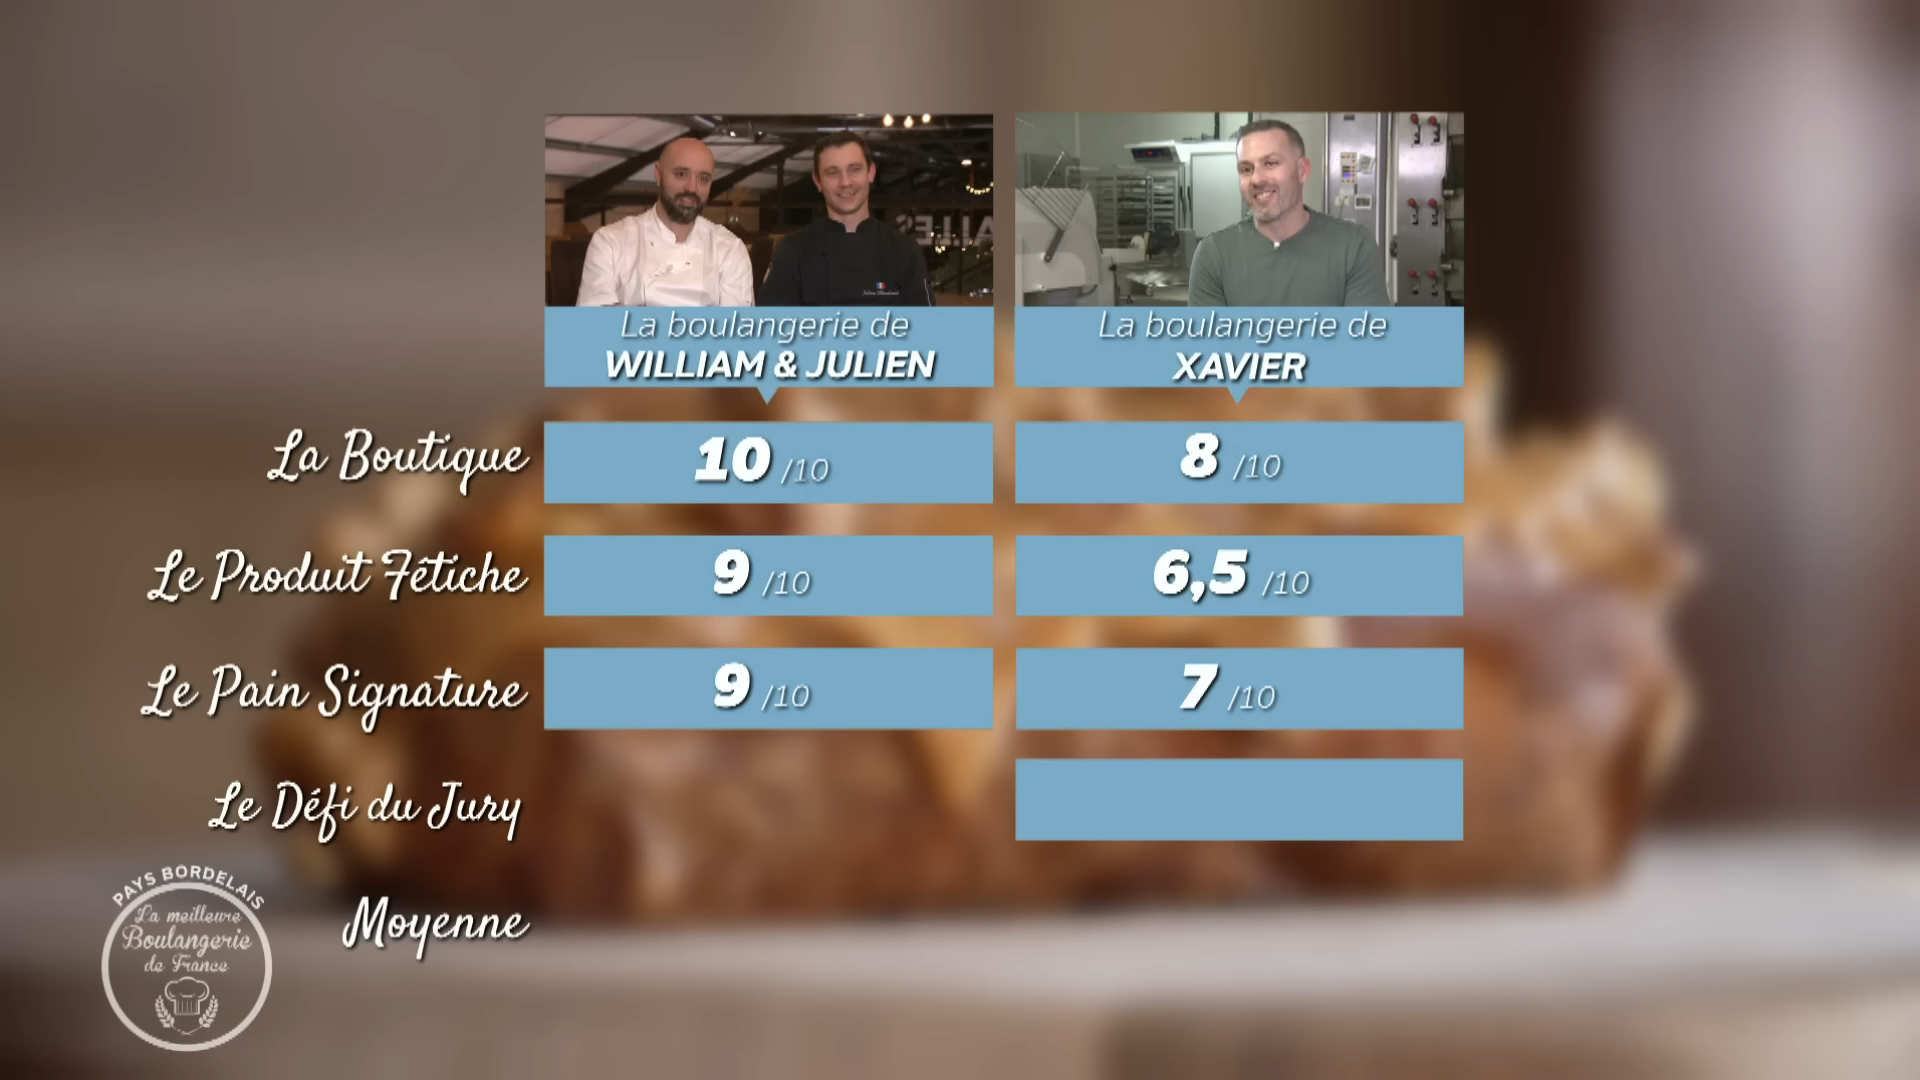 La boulangerie de
WILLIAM & JULIEN
La boulangerie de
XAVIER
La Boutique
10 /10
8 /10
Le Produit Fétiche
9 /10
6,5 /10
Le Pain Signature
9 /10
7 /10
Le Défi du Jury
Moyenne
PAYS BORDELAIS
La meilleure
Boulangerie
de France